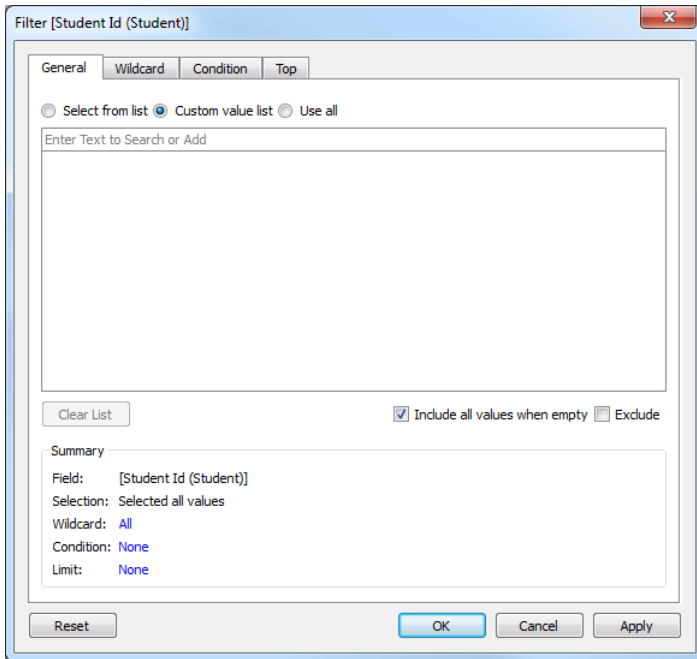 Filter [Student Id (Student)]
General Wildcard Condition Top
Select from list Custom value list Use all
Enter Text to Search or Add
Clear List Include all values when empty Exclude
Summary
Field: [Student Id (Student)]
Selection: Selected all values
Wildcard: All
Condition: None
Limit: None
Reset OK Cancel Apply